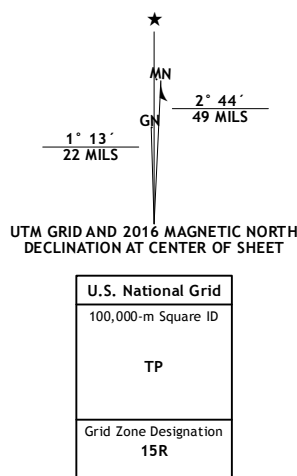 ★
MN
GN
2° 44´
49 MILS
1° 13´
22 MILS
UTM GRID AND 2016 MAGNETIC NORTH
DECLINATION AT CENTER OF SHEET
U.S. National Grid
100,000-m Square ID
TP
Grid Zone Designation
15R